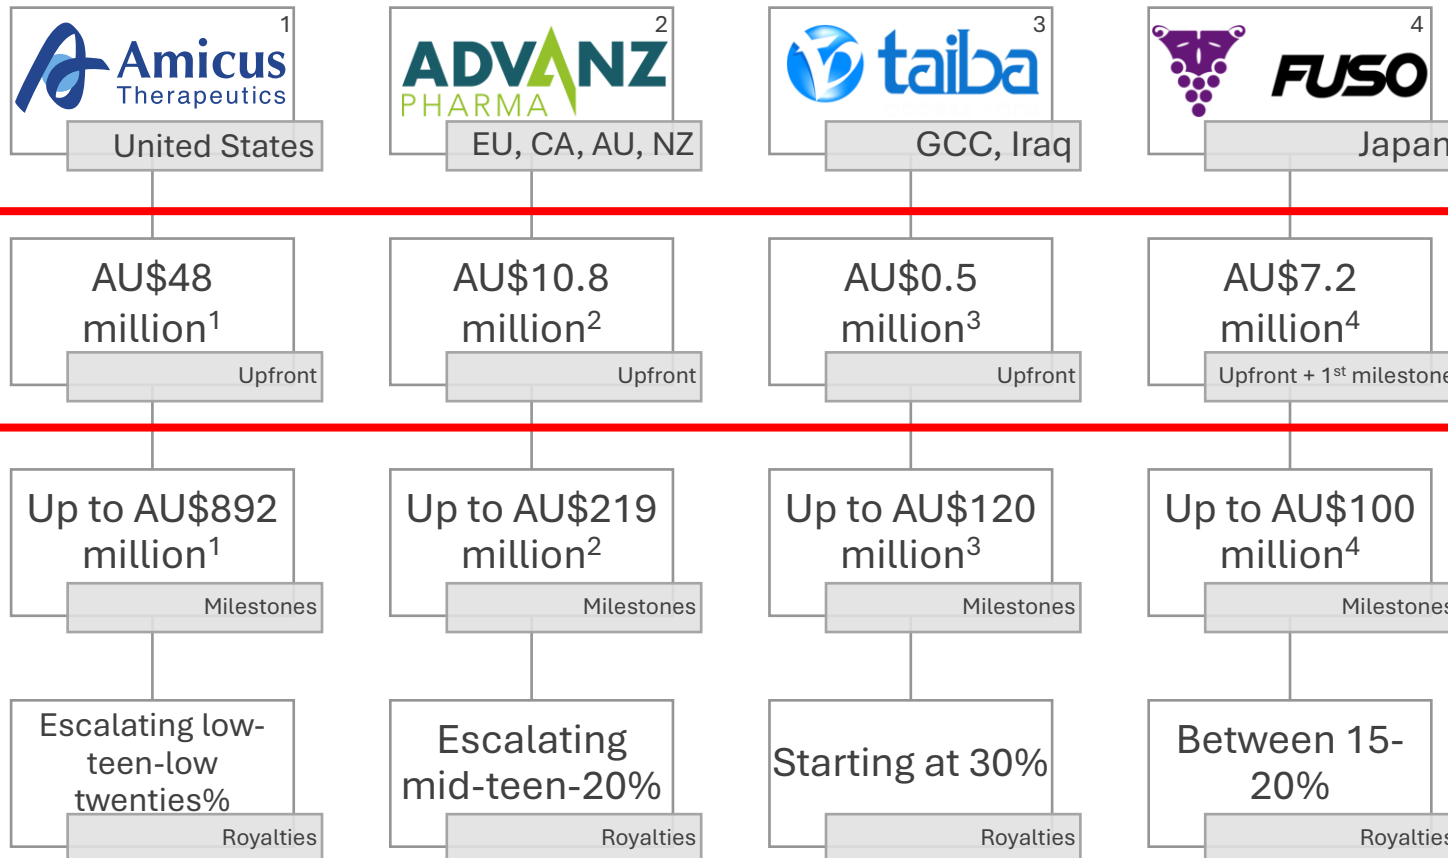 1
Amicus
Therapeutics
United States
2
ADVANZ
PHARMA
EU, CA, AU, NZ
3
taiba
GCC, Iraq
4
FUSO
Japan
AU$48
million1
Upfront
AU$10.8
million2
Upfront
AU$0.5
million3
Upfront
AU$7.2
million4
Upfront + 1st milestone
Up to AU$892
million1
Milestones
Up to AU$219
million2
Milestones
Up to AU$120
million3
Milestones
Up to AU$100
million4
Milestones
Escalating low-
teen-low
twenties%
Royalties
Escalating
mid-teen-20%
Royalties
Starting at 30%
Royalties
Between 15-
20%
Royalties